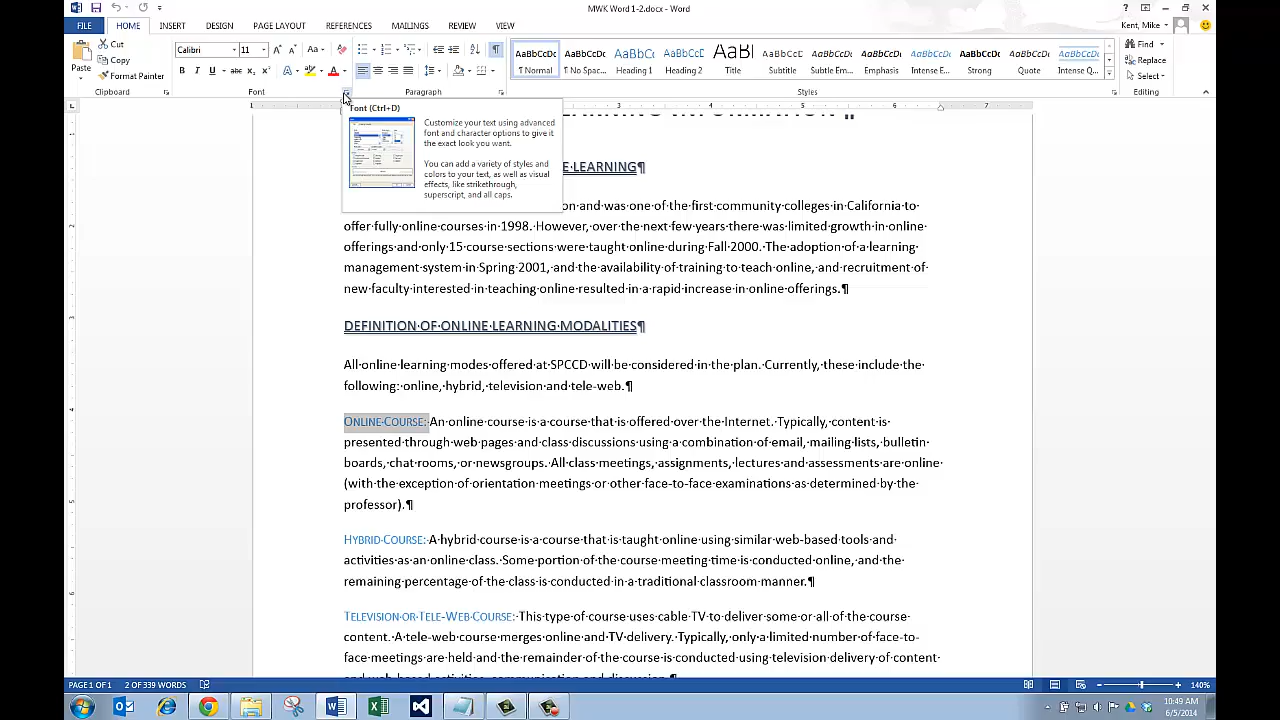 MWK Word 1-2.docx - Word
FILE HOME INSERT DESIGN PAGE LAYOUT REFERENCES MAILINGS REVIEW VIEW Kent, Mike
Paste
Cut
Copy
Format Painter
Calibri 11
AaBbCcDc AaBbCcDc AaBbC( AaBbCcD AaB( AaBbCcD AaBbCcDı AaBbCcDı AaBbCcDı AaBbCcDc AaBbCcDı AaBbCcDı
¶ Normal ¶ No Spac... Heading 1 Heading 2 Title Subtitle Subtle Em... Emphasis Intense E... Strong Quote Intense Q...
Find
Replace
Select
Clipboard Font Paragraph Styles Editing
Font (Ctrl+D)
Customize your text using advanced
font and character options to give it
the exact look you want.
You can add a variety of styles and
colors to your text, as well as visual
effects, like strikethrough,
superscript, and all caps.
E·LEARNING¶
on and was one of the first community colleges in California to
offer fully online courses in 1998. However, over the next few years there was limited growth in online
offerings and only 15 course sections were taught online during Fall 2000. The adoption of a learning
management system in Spring 2001, and the availability of training to teach online, and recruitment of
new faculty interested in teaching online resulted in a rapid increase in online offerings.¶
DEFINITION OF ONLINE LEARNING MODALITIES¶
All online learning modes offered at SPCCD will be considered in the plan. Currently, these include the
following: online, hybrid, television and tele-web.¶
ONLINE COURSE: An online course is a course that is offered over the Internet. Typically, content is
presented through web pages and class discussions using a combination of email, mailing lists, bulletin
boards, chat rooms, or newsgroups. All class meetings, assignments, lectures and assessments are online
(with the exception of orientation meetings or other face-to-face examinations as determined by the
professor).¶
HYBRID COURSE: A hybrid course is a course that is taught online using similar web-based tools and
activities as an online class. Some portion of the course meeting time is conducted online, and the
remaining percentage of the class is conducted in a traditional classroom manner.¶
TELEVISION OR TELE-WEB COURSE: This type of course uses cable TV to deliver some or all of the course
content. A tele-web course merges online and TV delivery. Typically, only a limited number of face-to-
face meetings are held and the remainder of the course is conducted using television delivery of content
PAGE 1 OF 1 2 OF 339 WORDS 140%
10:49 AM
6/5/2014